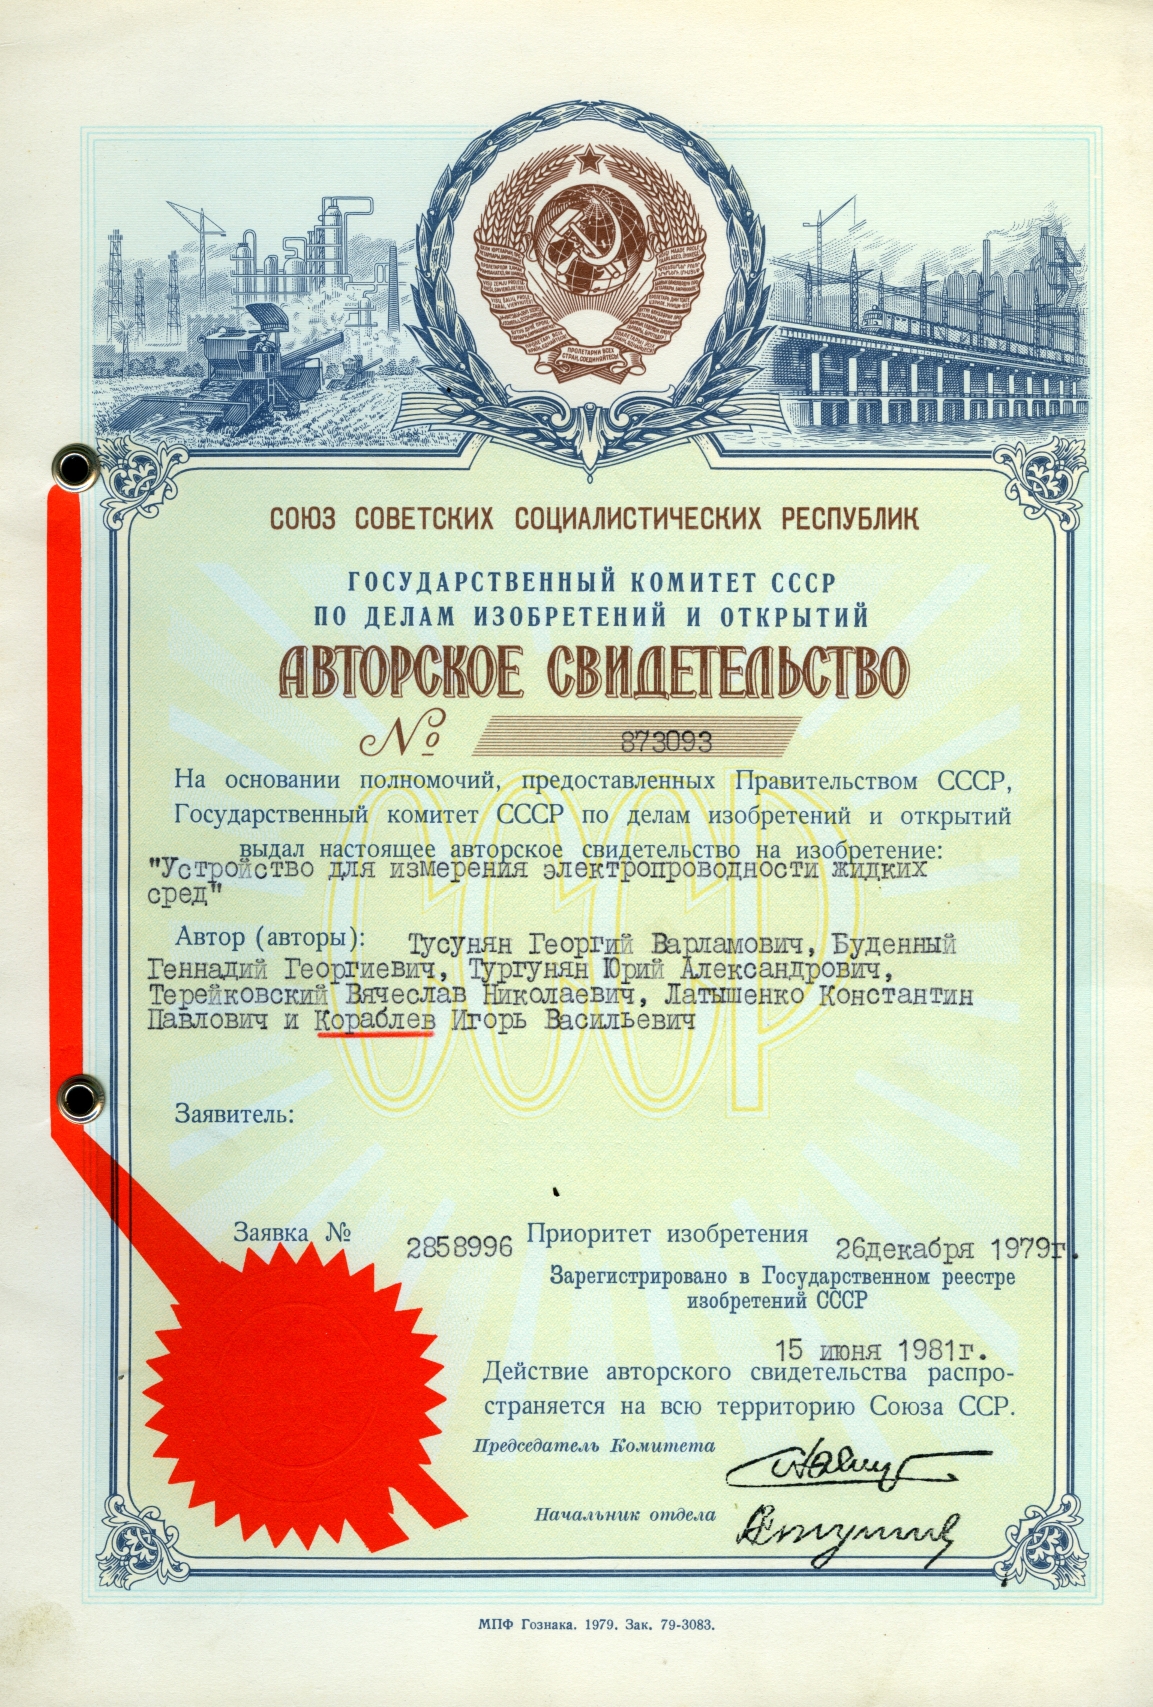 ПРОЛЕТАРИИ ВСЕХ
СТРАН, СОЕДИНЯЙТЕСЬ!
СОЮЗ СОВЕТСКИХ СОЦИАЛИСТИЧЕСКИХ РЕСПУБЛИК
ГОСУДАРСТВЕННЫЙ КОМИТЕТ СССР
ПО ДЕЛАМ ИЗОБРЕТЕНИЙ И ОТКРЫТИЙ
АВТОРСКОЕ СВИДЕТЕЛЬСТВО
№ 873093
СССР
На основании полномочий, предоставленных Правительством СССР,
Государственный комитет СССР по делам изобретений и открытий
выдал настоящее авторское свидетельство на изобретение:
"Устройство для измерения электропроводности жидких
сред"
Автор (авторы): Тусунян Георгий Варламович, Буденный
Геннадий Георгиевич, Тургунян Юрий Александрович,
Терейковский Вячеслав Николаевич, Латышенко Константин
Павлович и Кораблев Игорь Васильевич
Заявитель:
Заявка № 2858996 Приоритет изобретения 26декабря 1979г.
Зарегистрировано в Государственном реестре
изобретений СССР
15 июня 1981г.
Действие авторского свидетельства распро-
страняется на всю территорию Союза ССР.
Председатель Комитета
Начальник отдела
МПФ Гознака. 1979. Зак. 79-3083.